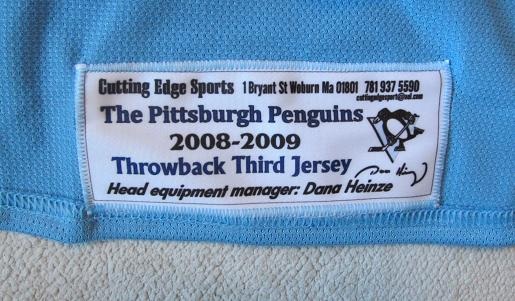 Cutting Edge Sports 1 Bryant St Woburn Ma 01801 781 937 5590
cuttingedgesport@aol.com
The Pittsburgh Penguins
2008-2009
Throwback Third Jersey
Head equipment manager: Dana Heinze